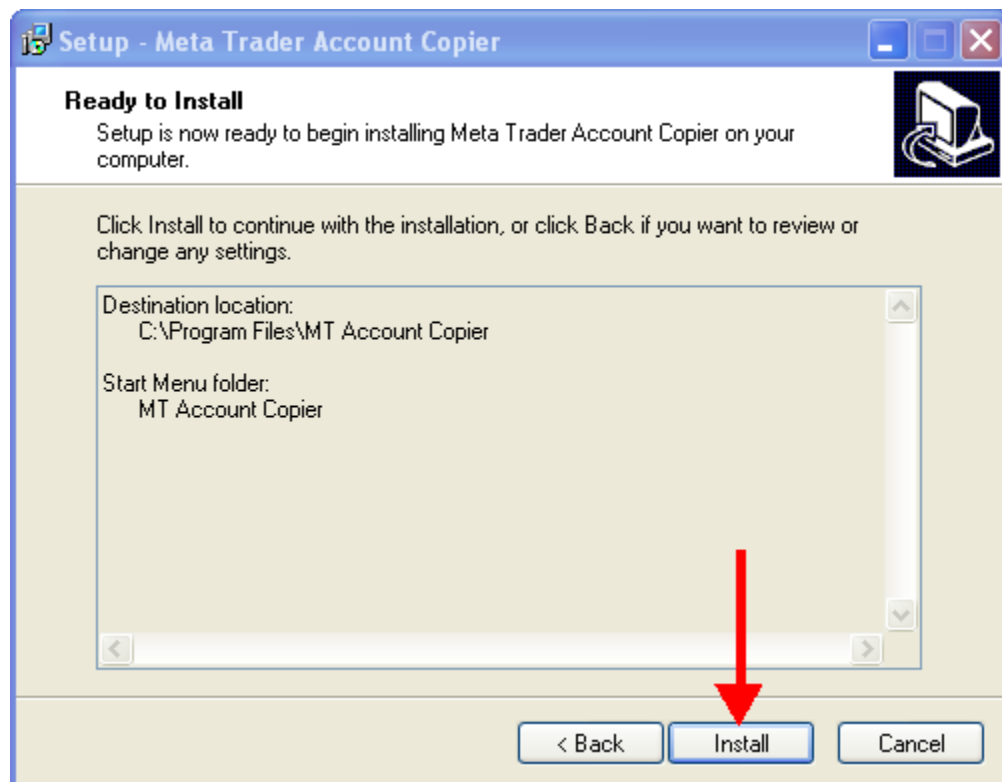 Setup - Meta Trader Account Copier
Ready to Install
Setup is now ready to begin installing Meta Trader Account Copier on your
computer.
Click Install to continue with the installation, or click Back if you want to review or
change any settings.
Destination location:
C:\Program Files\MT Account Copier
Start Menu folder:
MT Account Copier
< Back
Install
Cancel